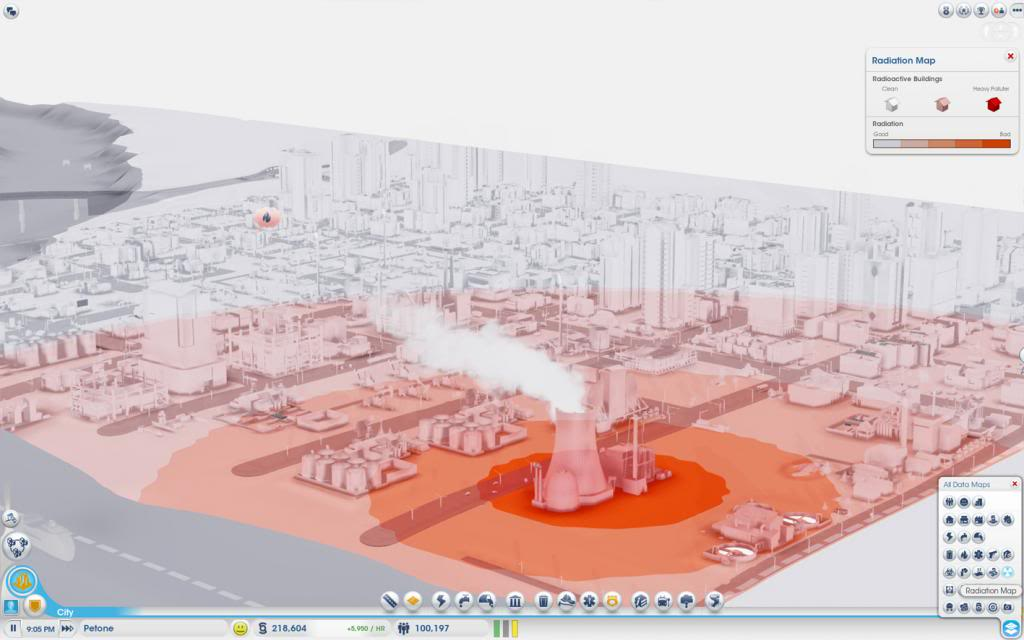 Radiation Map
Radioactive Buildings
Clean Heavy Polluter
Radiation
Good Bad
All Data Maps
Radiation Map
City
9:05 PM Petone 218,604 +5,950 / HR 100,197